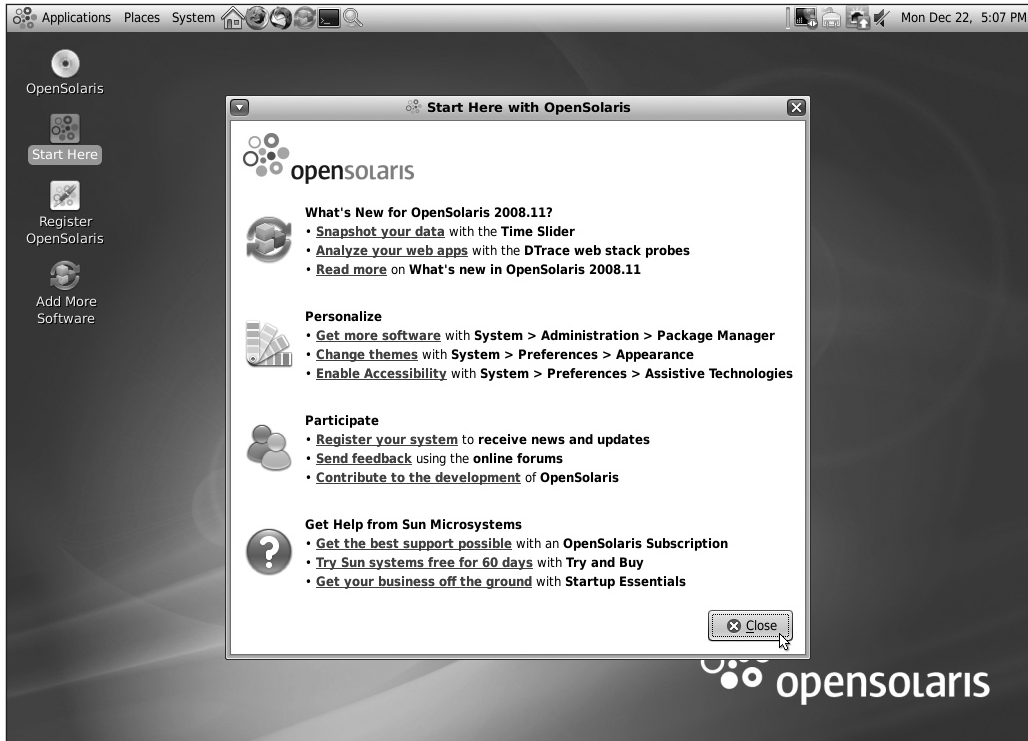 Applications Places System Mon Dec 22, 5:07 PM
OpenSolaris
Start Here
Register
OpenSolaris
Add More
Software
Start Here with OpenSolaris
opensolaris
What's New for OpenSolaris 2008.11?
• Snapshot your data with the Time Slider
• Analyze your web apps with the DTrace web stack probes
• Read more on What's new in OpenSolaris 2008.11
Personalize
• Get more software with System > Administration > Package Manager
• Change themes with System > Preferences > Appearance
• Enable Accessibility with System > Preferences > Assistive Technologies
Participate
• Register your system to receive news and updates
• Send feedback using the online forums
• Contribute to the development of OpenSolaris
Get Help from Sun Microsystems
• Get the best support possible with an OpenSolaris Subscription
• Try Sun systems free for 60 days with Try and Buy
• Get your business off the ground with Startup Essentials
Close
opensolaris